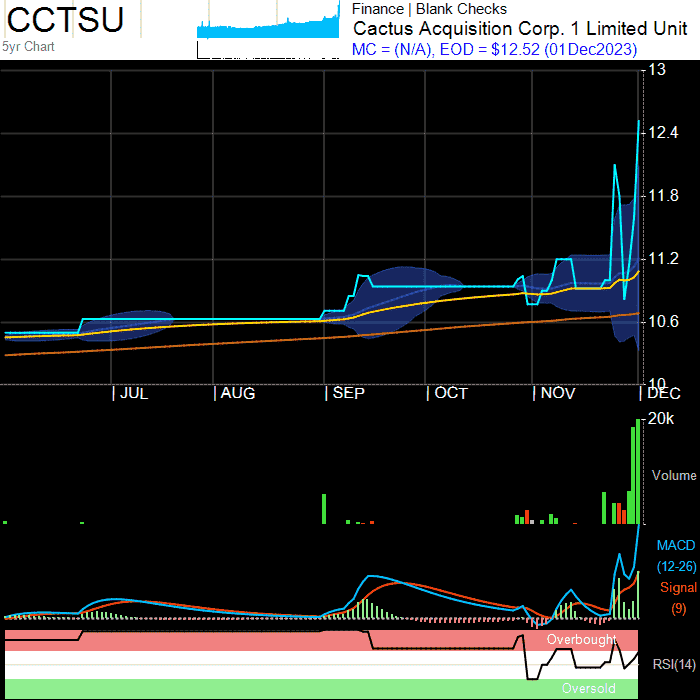 CCTSU
5yr Chart
Finance | Blank Checks
Cactus Acquisition Corp. 1 Limited Unit
MC = (N/A), EOD = $12.52 (01Dec2023)
13
12.4
11.8
11.2
10.6
10
JUL
AUG
SEP
OCT
NOV
DEC
20k
Volume
MACD
(12-26)
Signal
(9)
Overbought
RSI(14)
Oversold